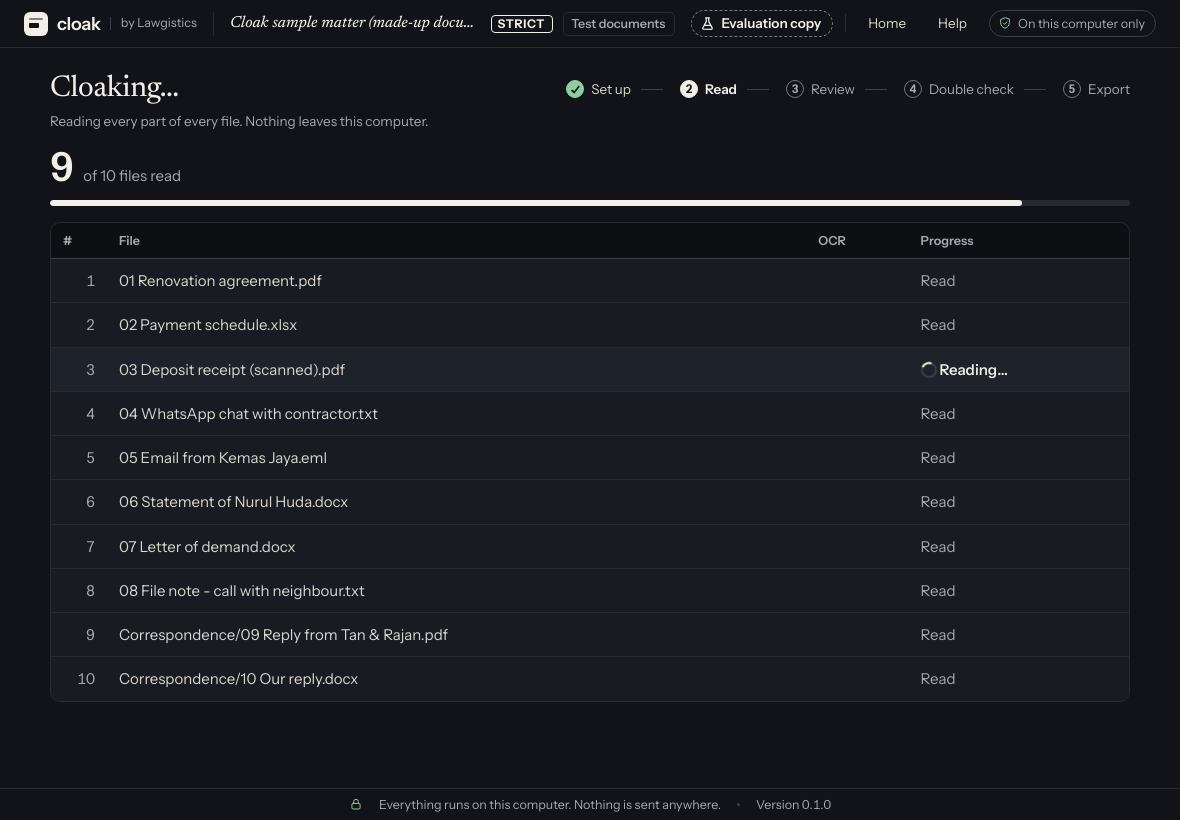 cloak
by Lawgistics
Cloak sample matter (made-up docu...
STRICT
Test documents
Evaluation copy
Home
Help
On this computer only
Cloaking...
Set up
2 Read
3 Review
4 Double check
5 Export
Reading every part of every file. Nothing leaves this computer.
9 of 10 files read
# File OCR Progress
1 01 Renovation agreement.pdf Read
2 02 Payment schedule.xlsx Read
3 03 Deposit receipt (scanned).pdf Reading...
4 04 WhatsApp chat with contractor.txt Read
5 05 Email from Kemas Jaya.eml Read
6 06 Statement of Nurul Huda.docx Read
7 07 Letter of demand.docx Read
8 08 File note - call with neighbour.txt Read
9 Correspondence/09 Reply from Tan & Rajan.pdf Read
10 Correspondence/10 Our reply.docx Read
Everything runs on this computer. Nothing is sent anywhere. • Version 0.1.0